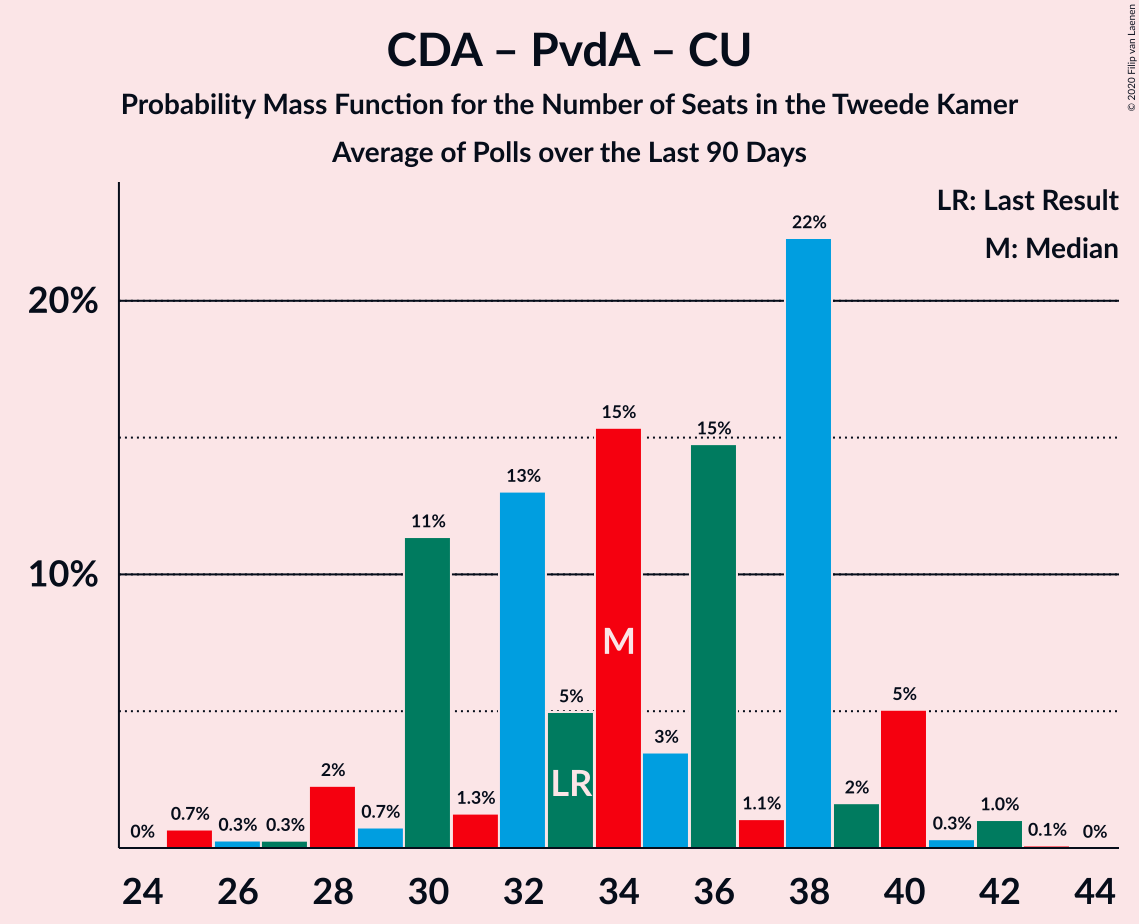 © 2020 Filip van Laenen
CDA – PvdA – CU
Probability Mass Function for the Number of Seats in the Tweede Kamer
Average of Polls over the Last 90 Days
LR: Last Result
M: Median
20%
10%
0%
0.7%
0.3%
0.3%
2%
0.7%
11%
1.3%
13%
5%
15%
3%
15%
1.1%
22%
2%
5%
0.3%
1.0%
0.1%
0%
LR
M
24 26 28 30 32 34 36 38 40 42 44